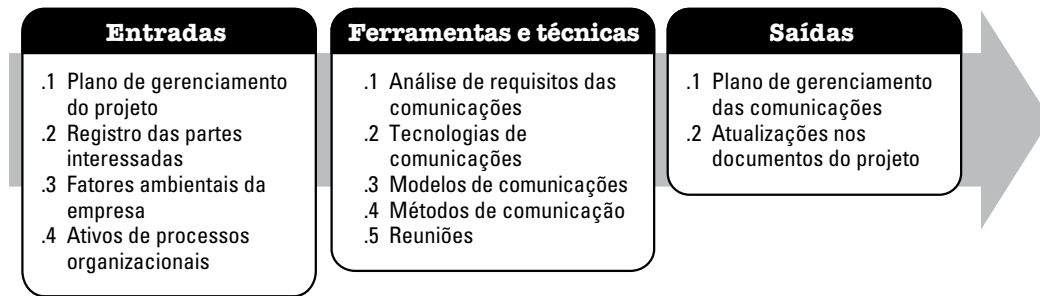 Entradas
.1 Plano de gerenciamento
do projeto
.2 Registro das partes
interessadas
.3 Fatores ambientais da
empresa
.4 Ativos de processos
organizacionais
Ferramentas e técnicas
.1 Análise de requisitos das
comunicações
.2 Tecnologias de
comunicações
.3 Modelos de comunicações
.4 Métodos de comunicação
.5 Reuniões
Saídas
.1 Plano de gerenciamento
das comunicações
.2 Atualizações nos
documentos do projeto